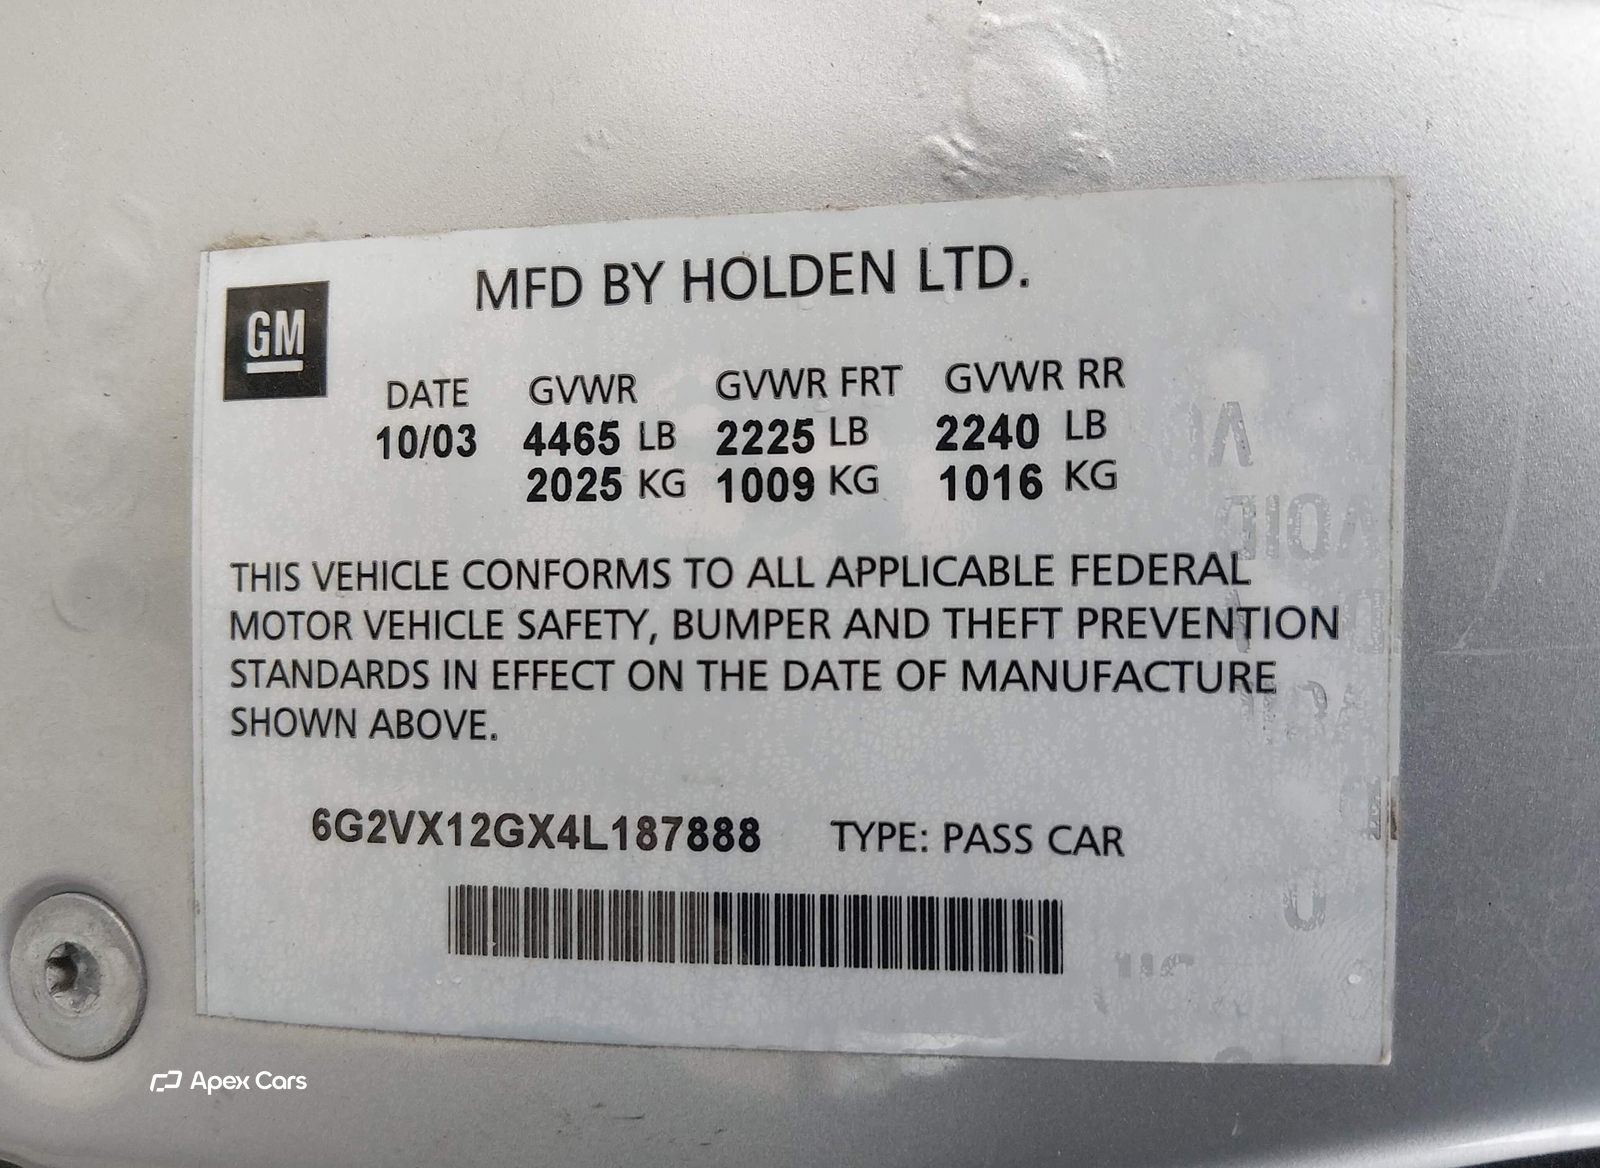 MFD BY HOLDEN LTD.
GM
DATE GVWR GVWR FRT GVWR RR
10/03 4465 LB 2225 LB 2240 LB
2025 KG 1009 KG 1016 KG
VOID
THIS VEHICLE CONFORMS TO ALL APPLICABLE FEDERAL
MOTOR VEHICLE SAFETY, BUMPER AND THEFT PREVENTION
STANDARDS IN EFFECT ON THE DATE OF MANUFACTURE
SHOWN ABOVE.
6G2VX12GX4L187888 TYPE: PASS CAR
Apex Cars